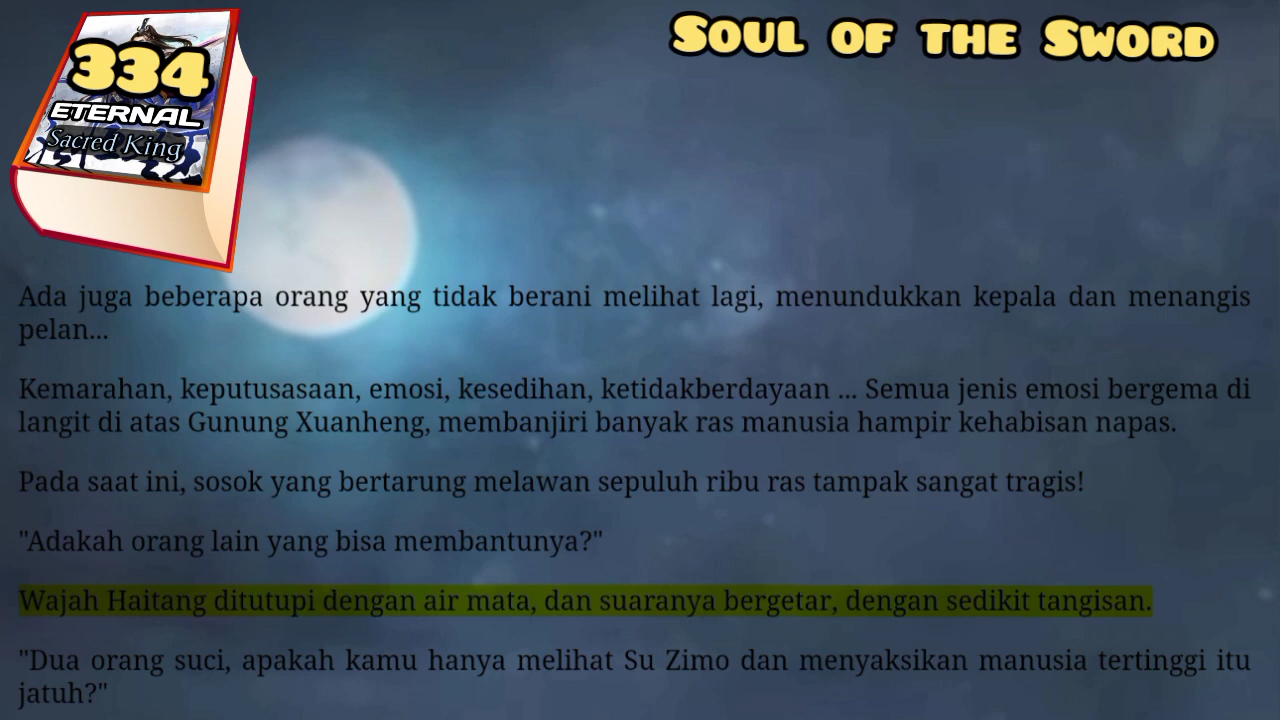 334
ETERNAL
Sacred King
SOUL OF THE SWORD
Ada juga beberapa orang yang tidak berani melihat lagi, menundukkan kepala dan menangis
pelan...
Kemarahan, keputusasaan, emosi, kesedihan, ketidakberdayaan ... Semua jenis emosi bergema di
langit di atas Gunung Xuanheng, membanjiri banyak ras manusia hampir kehabisan napas.
Pada saat ini, sosok yang bertarung melawan sepuluh ribu ras tampak sangat tragis!
"Adakah orang lain yang bisa membantunya?"
Wajah Haitang ditutupi dengan air mata, dan suaranya bergetar, dengan sedikit tangisan.
"Dua orang suci, apakah kamu hanya melihat Su Zimo dan menyaksikan manusia tertinggi itu
jatuh?"